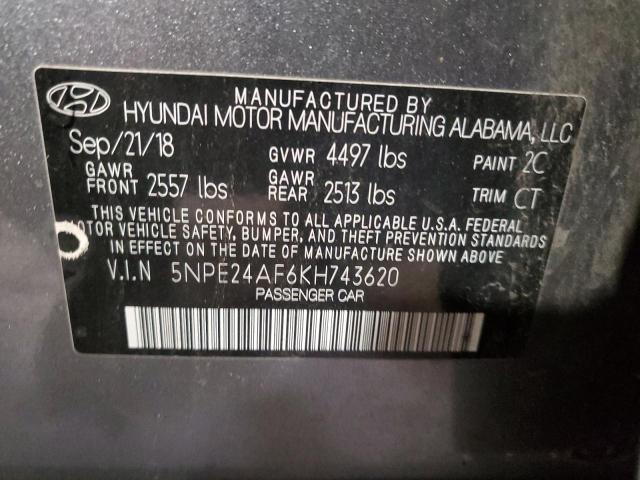 MANUFACTURED BY
HYUNDAI MOTOR MANUFACTURING ALABAMA, LLC
Sep/21/18 GVWR 4497 lbs PAINT 2C
GAWR FRONT 2557 lbs GAWR REAR 2513 lbs TRIM CT
THIS VEHICLE CONFORMS TO ALL APPLICABLE U.S.A. FEDERAL
MOTOR VEHICLE SAFETY, BUMPER, AND THEFT PREVENTION STANDARDS
IN EFFECT ON THE DATE OF MANUFACTURE SHOWN ABOVE.
V.I.N 5NPE24AF6KH743620
PASSENGER CAR